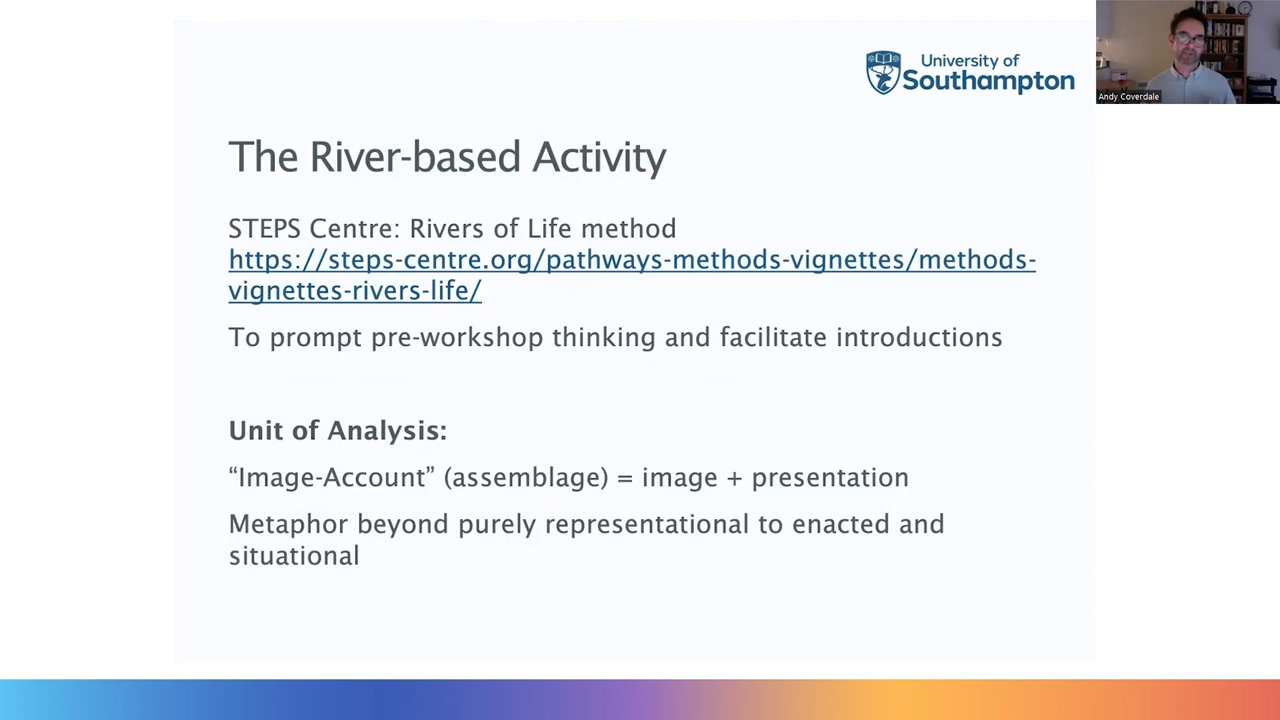 University of
Southampton
Andy Coverdale
The River-based Activity
STEPS Centre: Rivers of Life method
https://steps-centre.org/pathways-methods-vignettes/methods-
vignettes-rivers-life/
To prompt pre-workshop thinking and facilitate introductions
Unit of Analysis:
“Image-Account” (assemblage) = image + presentation
Metaphor beyond purely representational to enacted and
situational